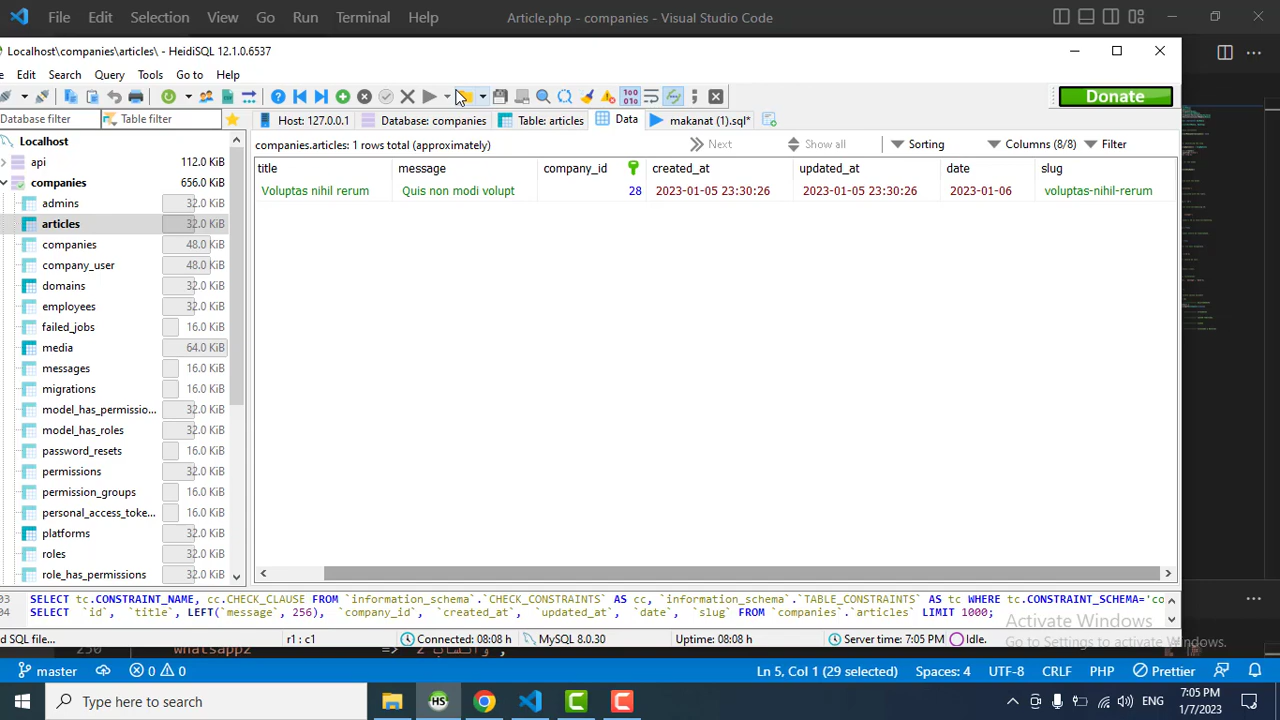 File Edit Selection View Go Run Terminal Help Article.php - companies - Visual Studio Code
Localhost\companies\articles\ - HeidiSQL 12.1.0.6537
Edit Search Query Tools Go to Help
Donate
Database filter Table filter Host: 127.0.0.1 Database: companies Table: articles Data makanat (1).sql
companies.articles: 1 rows total (approximately) Next Show all Sorting Columns (8/8) Filter
title message company_id created_at updated_at date slug
Voluptas nihil rerum Quis non modi volupt 28 2023-01-05 23:30:26 2023-01-05 23:30:26 2023-01-06 voluptas-nihil-rerum
Localhost
api 112.0 KiB
companies 656.0 KiB
admins 32.0 KiB
articles 32.0 KiB
companies 48.0 KiB
company_user 48.0 KiB
domains 32.0 KiB
employees 32.0 KiB
failed_jobs 16.0 KiB
media 64.0 KiB
messages 16.0 KiB
migrations 16.0 KiB
model_has_permissio... 32.0 KiB
model_has_roles 32.0 KiB
password_resets 16.0 KiB
permissions 32.0 KiB
permission_groups 16.0 KiB
personal_access_toke... 16.0 KiB
platforms 32.0 KiB
roles 32.0 KiB
role_has_permissions 32.0 KiB
03 SELECT tc.CONSTRAINT_NAME, cc.CHECK_CLAUSE FROM `information_schema`.`CHECK_CONSTRAINTS` AS cc, `information_schema`.`TABLE_CONSTRAINTS` AS tc WHERE tc.CONSTRAINT_SCHEMA='co
04 SELECT `id`, `title`, LEFT(`message`, 256), `company_id`, `created_at`, `updated_at`, `date`, `slug` FROM `companies`.`articles` LIMIT 1000;
Activate Windows
Go to Settings to activate Windows.
d SQL file... r1 : c1 Connected: 08:08 h MySQL 8.0.30 Uptime: 08:08 h Server time: 7:05 PM Idle.
250 whatsapp2 => واتساب 2 ,
master 0 0 Ln 5, Col 1 (29 selected) Spaces: 4 UTF-8 CRLF PHP Prettier
Type here to search HS ENG 7:05 PM
1/7/2023